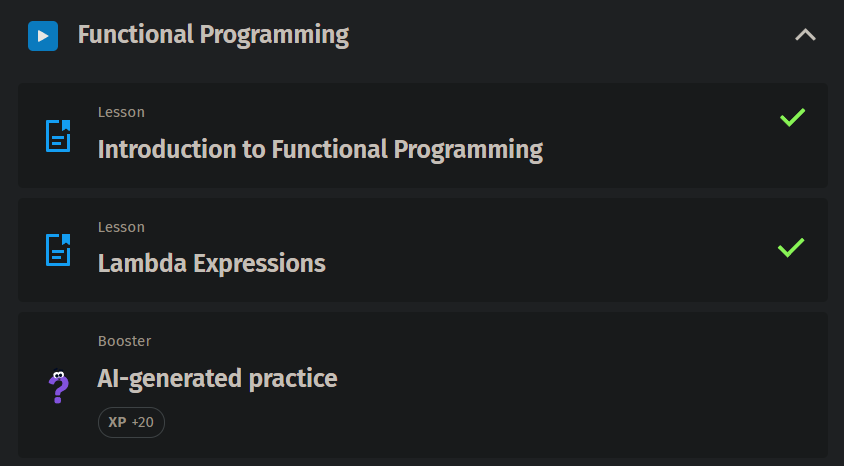 Functional Programming
Lesson
Introduction to Functional Programming
Lesson
Lambda Expressions
Booster
AI-generated practice
XP +20